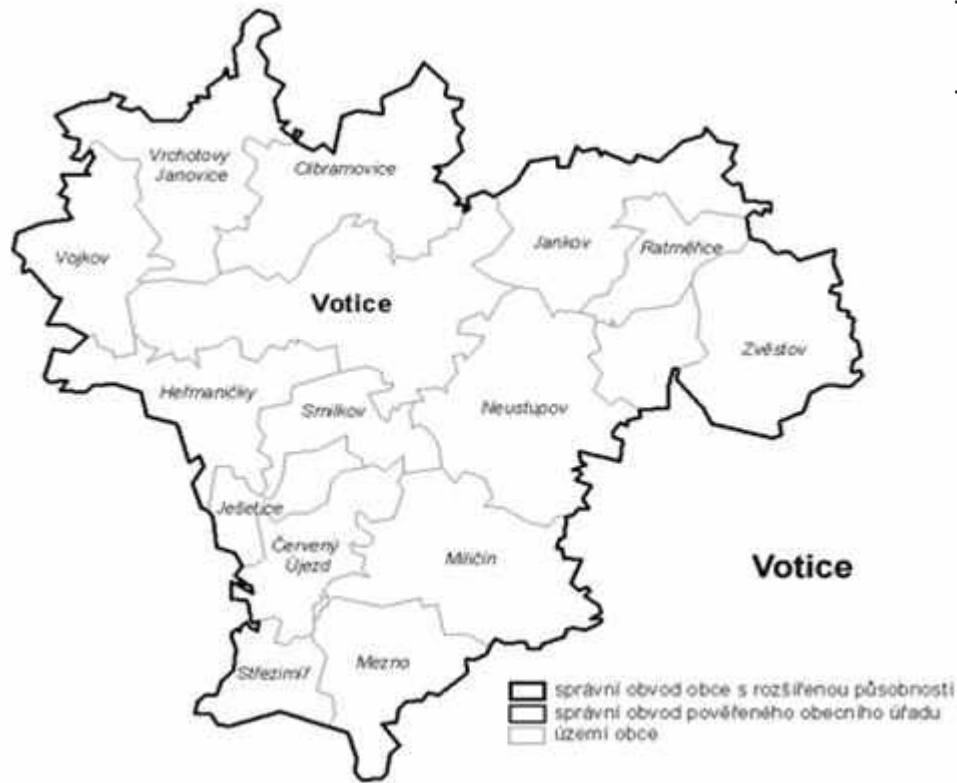 Vrchotovy
Janovice
Olbramovice
Jankov
Ratměřice
Vojkov
Votice
Zvěstov
Heřmaničky
Smilkov
Neustupov
Ješetice
Červený
Újezd
Miličín
Votice
Střezimíř
Mezno
správní obvod obce s rozšířenou působností
správní obvod pověřeného obecního úřadu
území obce